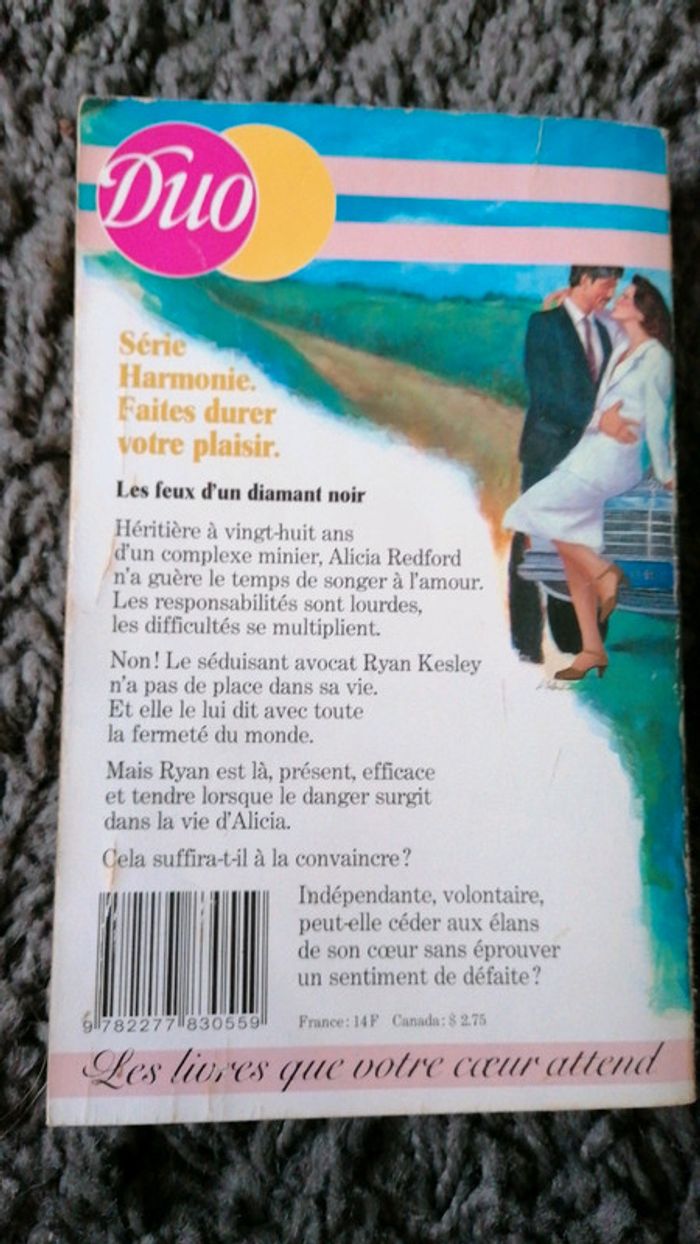 Duo
Série
Harmonie.
Faites durer
votre plaisir.
Les feux d'un diamant noir
Héritière à vingt-huit ans
d'un complexe minier, Alicia Redford
n'a guère le temps de songer à l'amour.
Les responsabilités sont lourdes,
les difficultés se multiplient.
Non! Le séduisant avocat Ryan Kesley
n'a pas de place dans sa vie.
Et elle le lui dit avec toute
la fermeté du monde.
Mais Ryan est là, présent, efficace
et tendre lorsque le danger surgit
dans la vie d'Alicia.
Cela suffira-t-il à la convaincre?
Indépendante, volontaire,
peut-elle céder aux élans
de son cœur sans éprouver
un sentiment de défaite?
9 782277 830559
France: 14 F Canada: $ 2.75
Les livres que votre cœur attend